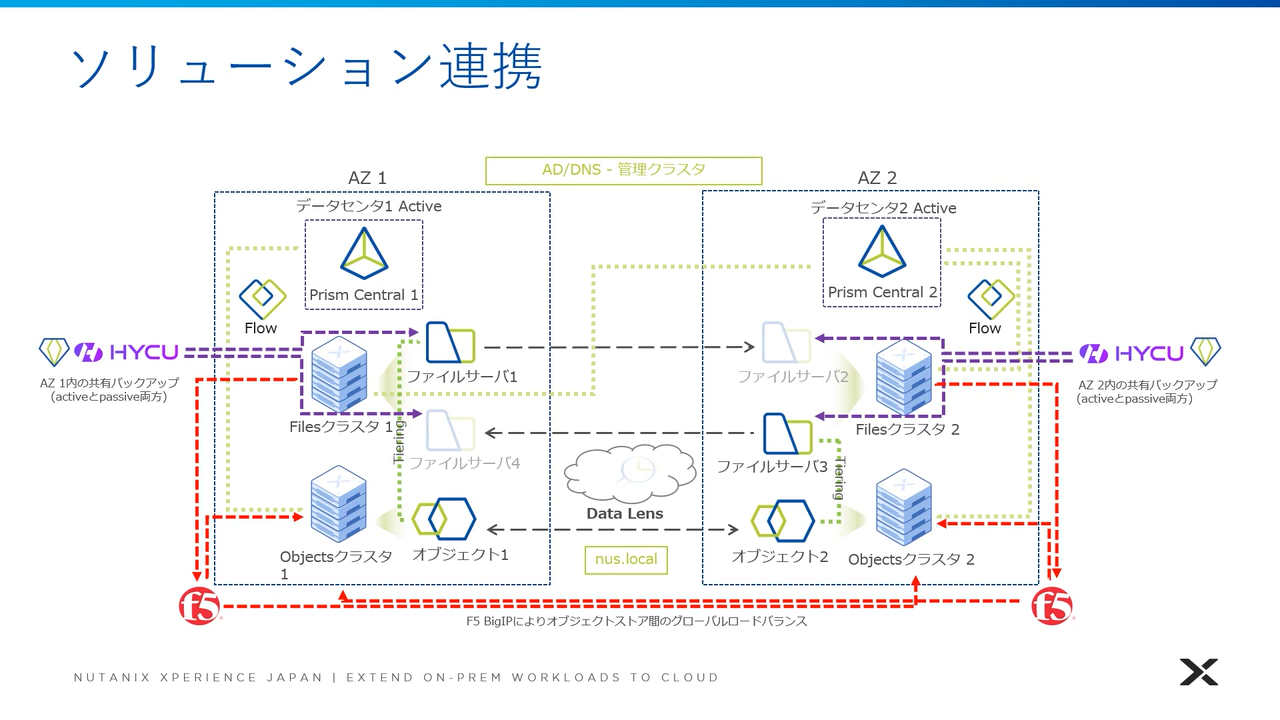 ソリューション連携
AD/DNS - 管理クラスタ
AZ 1
AZ 2
データセンタ1 Active
データセンタ2 Active
Prism Central 1
Prism Central 2
Flow
Flow
HYCU
HYCU
AZ 1内の共有バックアップ
(activeとpassive両方)
AZ 2内の共有バックアップ
(activeとpassive両方)
ファイルサーバ1
ファイルサーバ2
Filesクラスタ 1
Filesクラスタ 2
Tiering
ファイルサーバ4
ファイルサーバ3
Tiering
Data Lens
Objectsクラスタ
1
オブジェクト1
nus.local
オブジェクト2
Objectsクラスタ 2
f5
f5
F5 BigIPによりオブジェクトストア間のグローバルロードバランス
NUTANIX XPERIENCE JAPAN | EXTEND ON-PREM WORKLOADS TO CLOUD